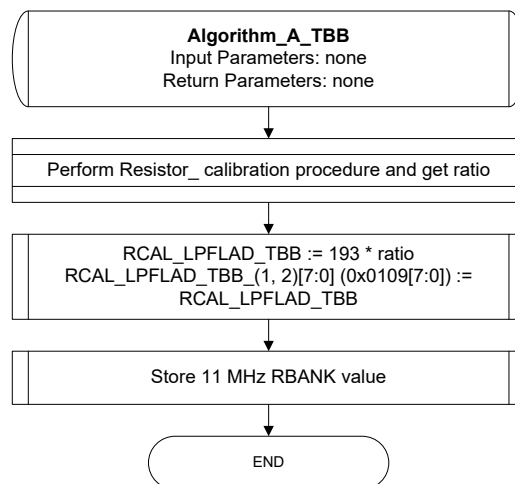 Algorithm_A_TBB
Input Parameters: none
Return Parameters: none
Perform Resistor_ calibration procedure and get ratio
RCAL_LPFLAD_TBB := 193 * ratio
RCAL_LPFLAD_TBB_(1, 2)[7:0] (0x0109[7:0]) :=
RCAL_LPFLAD_TBB
Store 11 MHz RBANK value
END